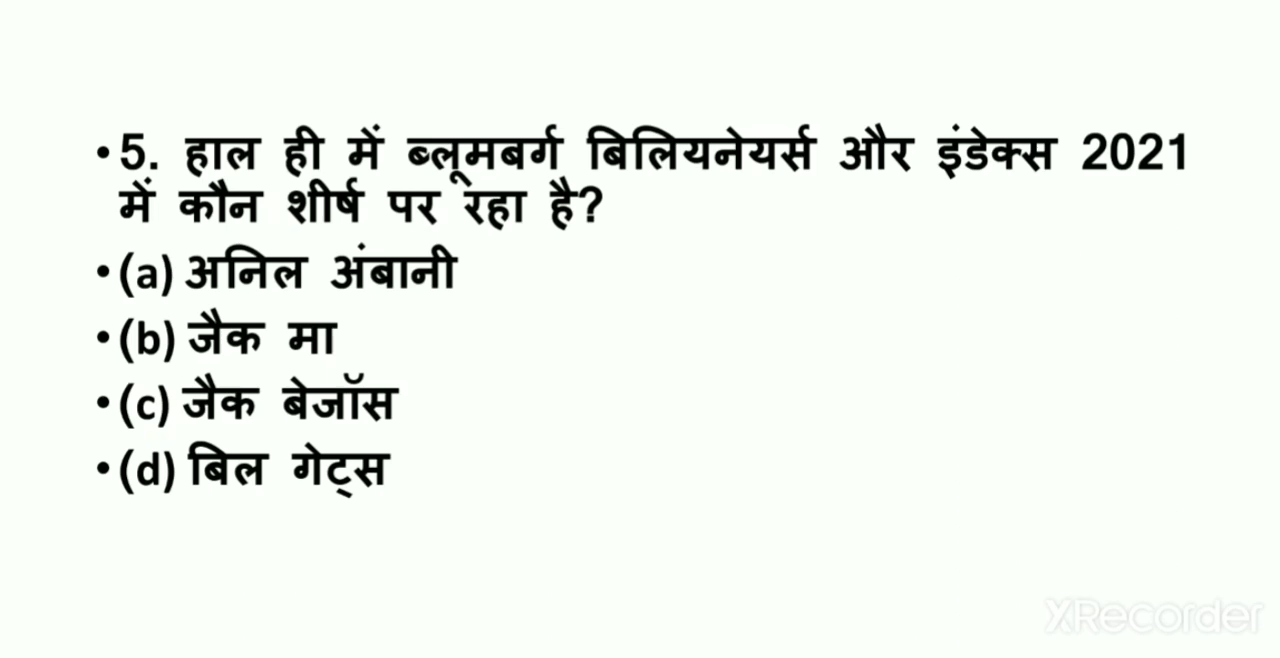 •5. हाल ही में ब्लूमबर्ग बिलियनेयर्स और इंडेक्स 2021
में कौन शीर्ष पर रहा है?
•(a) अनिल अंबानी
•(b) जैक मा
•(c) जैक बेजॉस
•(d) बिल गेट्स
XRecorder